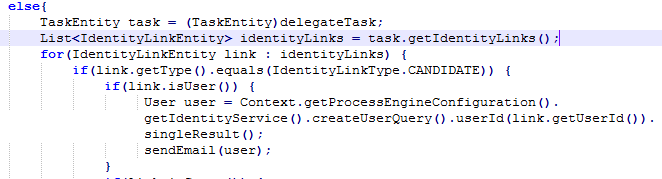 else{
TaskEntity task = (TaskEntity)delegateTask;
List<IdentityLinkEntity> identityLinks = task.getIdentityLinks();
for(IdentityLinkEntity link : identityLinks) {
if(link.getType().equals(IdentityLinkType.CANDIDATE)) {
if(link.isUser()) {
User user = Context.getProcessEngineConfiguration().
getIdentityService().createUserQuery().userId(link.getUserId()).
singleResult();
sendEmail(user);
}